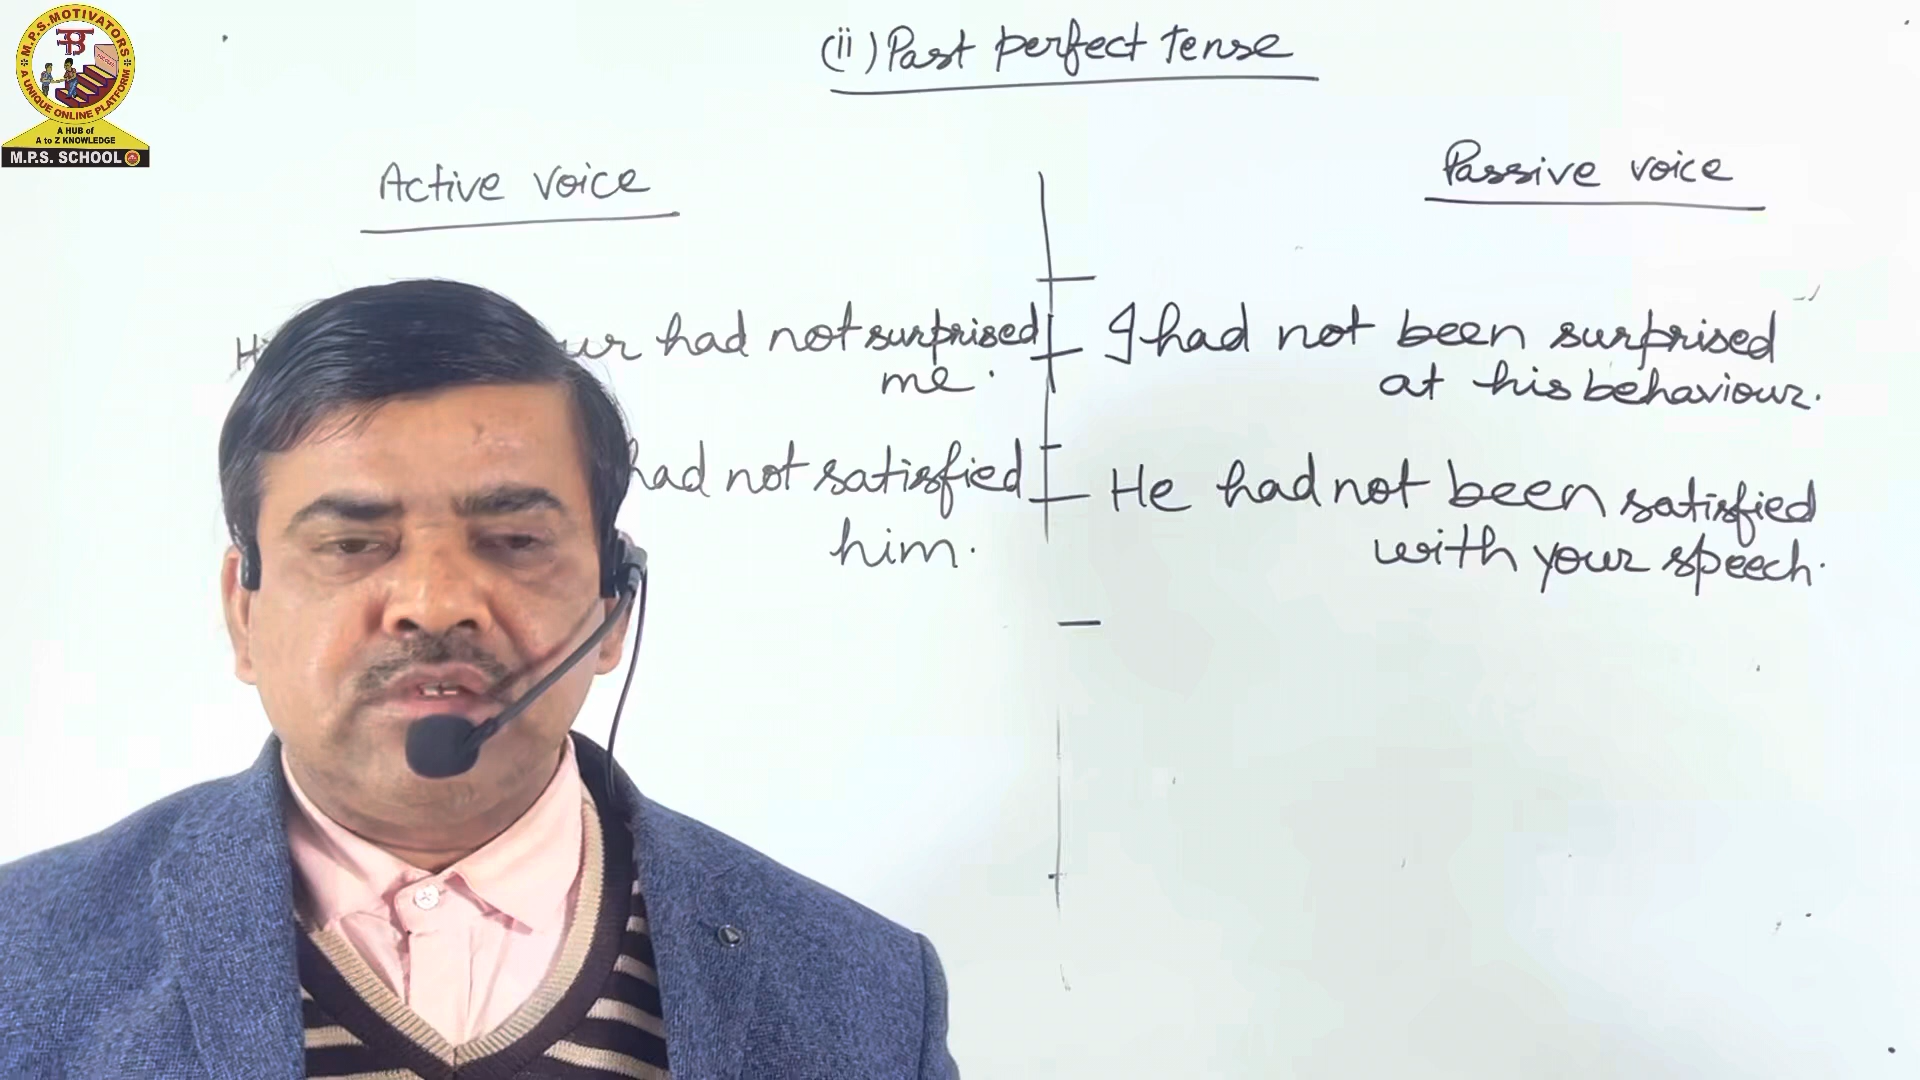 M.P.S. MOTIVATORS
A UNIQUE ONLINE PLATFORM
A HUB of
A to Z KNOWLEDGE
M.P.S. SCHOOL
(ii) Past perfect tense
Active voice
Passive voice
had not surprised
me.
I had not been surprised
at his behaviour.
had not satisfied
him.
He had not been satisfied
with your speech.